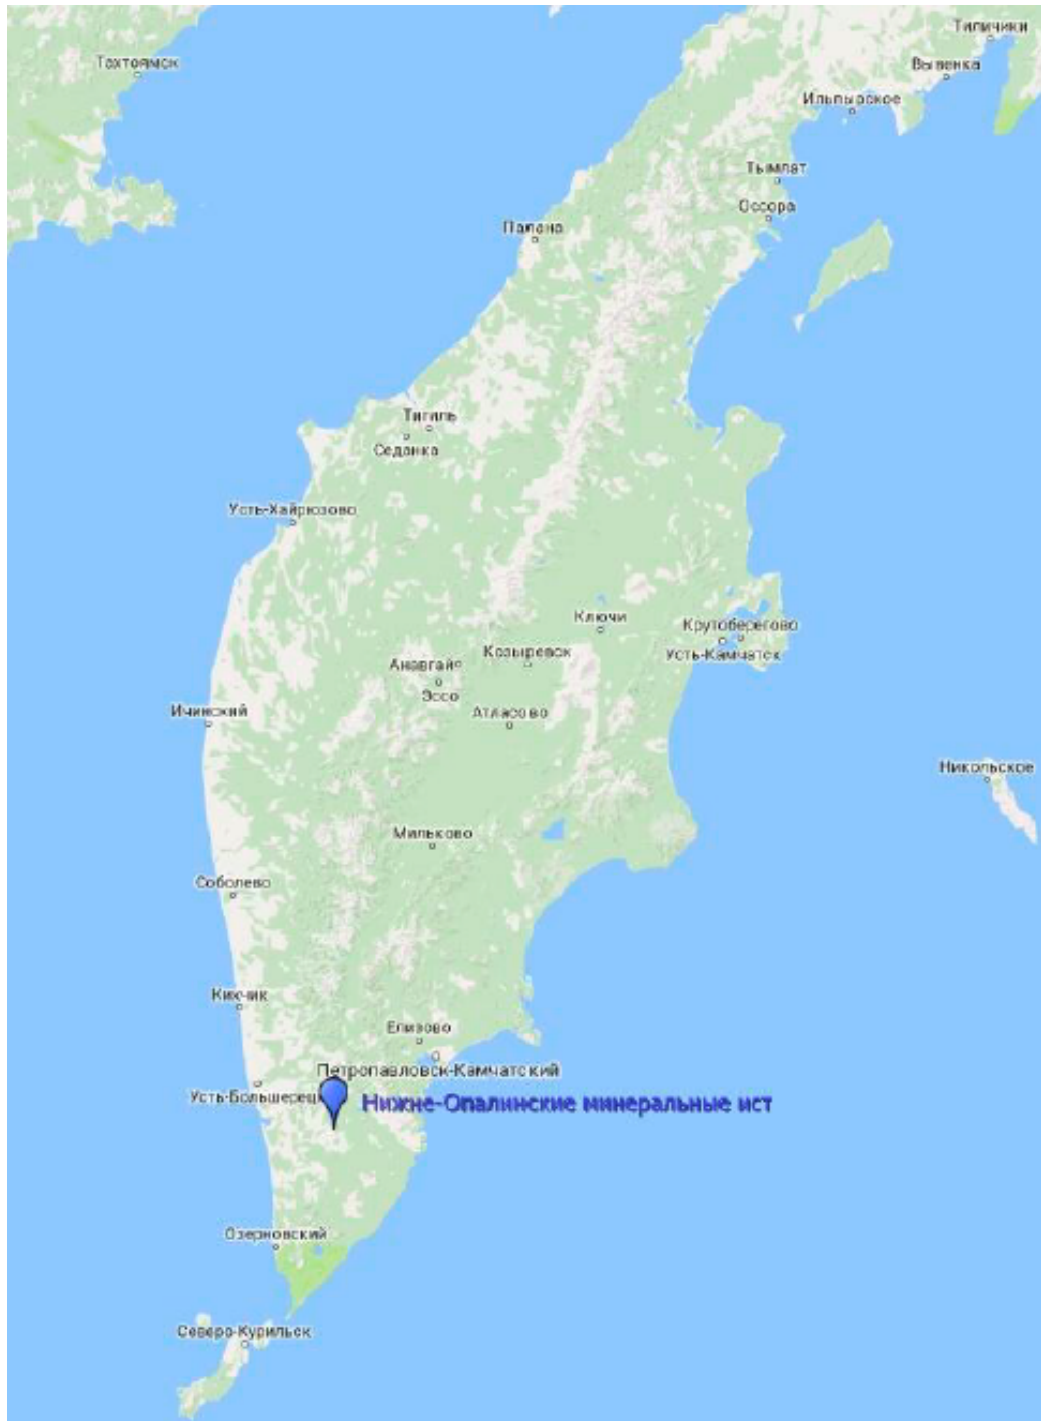 Тиличики
Тахтоямск
Вывенка
Ильпырское
Тымлат
Оссора
Палана
Тигиль
Седанка
Усть-Хайрюзово
Ключи
Крутоберегово
Усть-Камчатск
Козыревск
Анавгай
Эссо
Ичинский
Атласово
Никольское
Мильково
Соболево
Кихчик
Елизово
Петропавловск-Камчатский
Усть-Большерецк
Нижне-Опалинские минеральные ист
Озерновский
Северо-Курильск